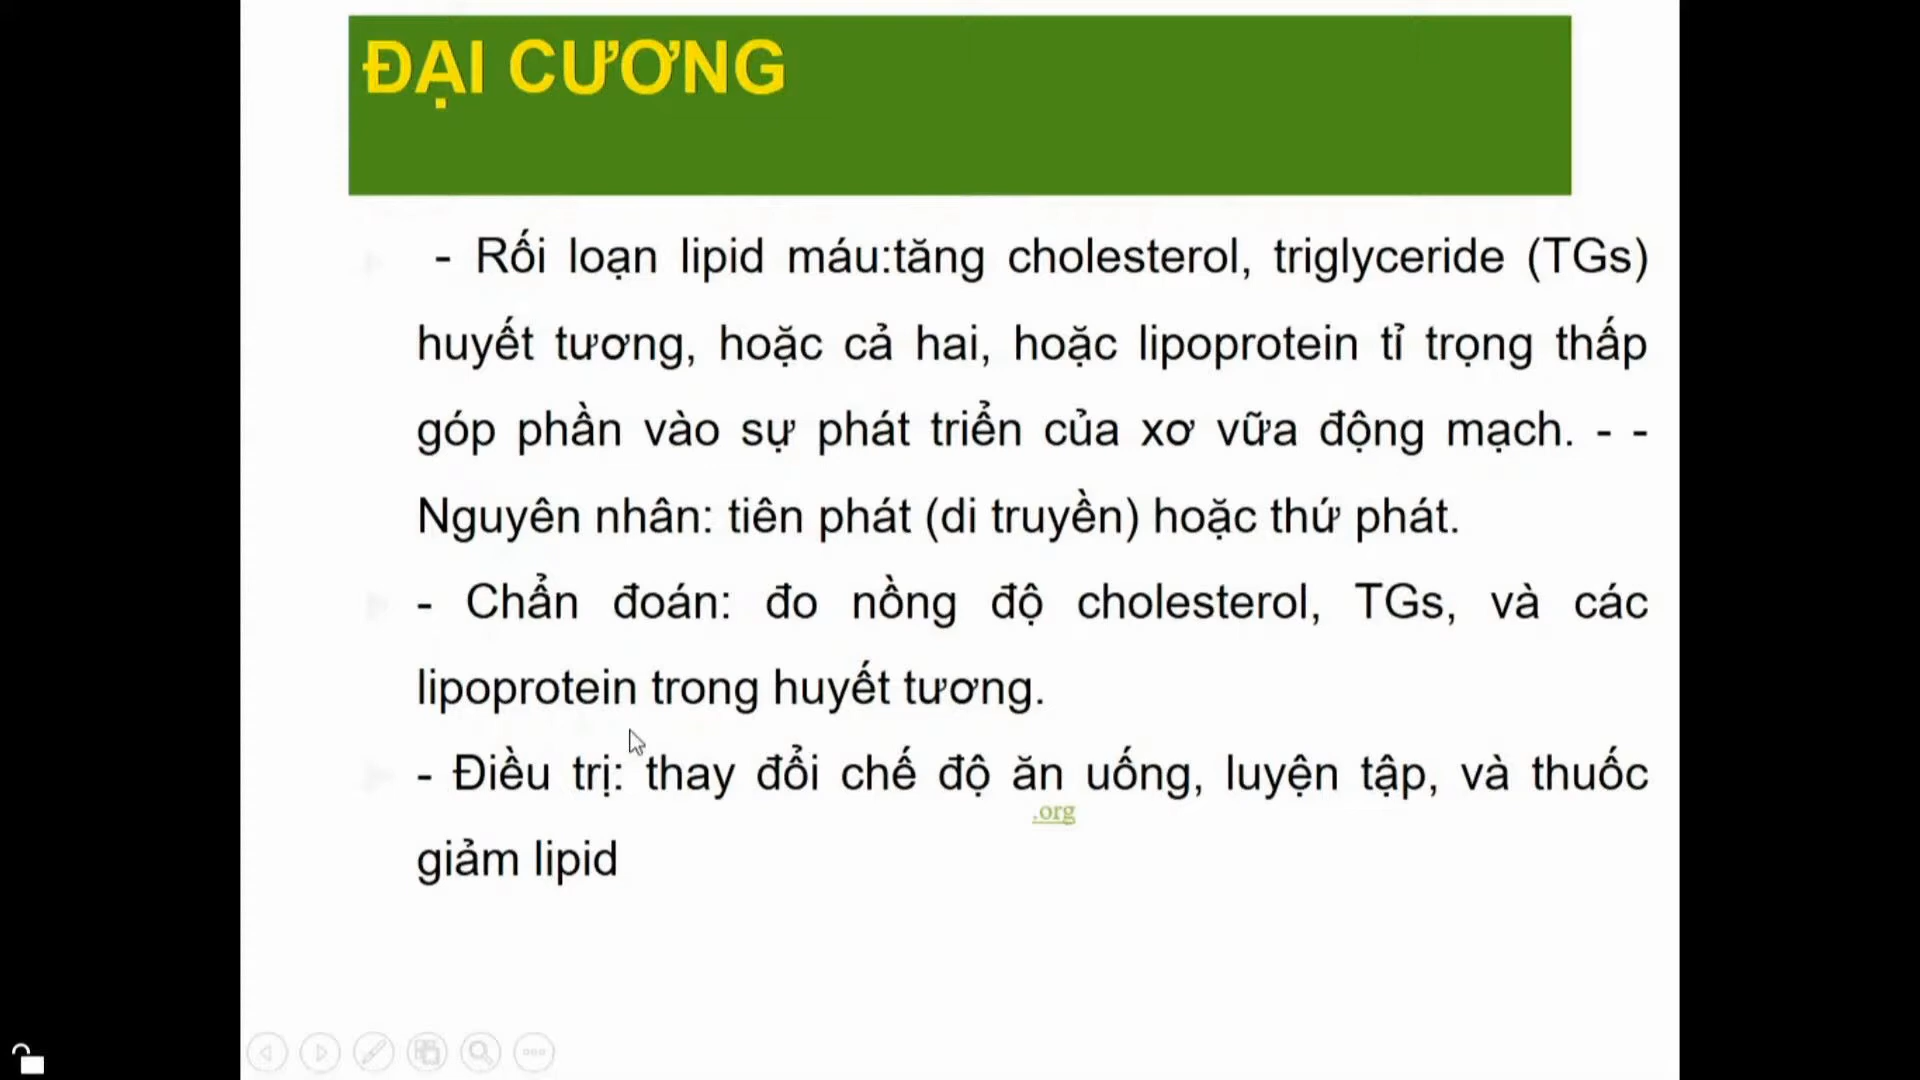 ĐẠI CƯƠNG
- Rối loạn lipid máu:tăng cholesterol, triglyceride (TGs)
huyết tương, hoặc cả hai, hoặc lipoprotein tỉ trọng thấp
góp phần vào sự phát triển của xơ vữa động mạch. - -
Nguyên nhân: tiên phát (di truyền) hoặc thứ phát.
- Chẩn đoán: đo nồng độ cholesterol, TGs, và các
lipoprotein trong huyết tương.
- Điều trị: thay đổi chế độ ăn uống, luyện tập, và thuốc
.org
giảm lipid